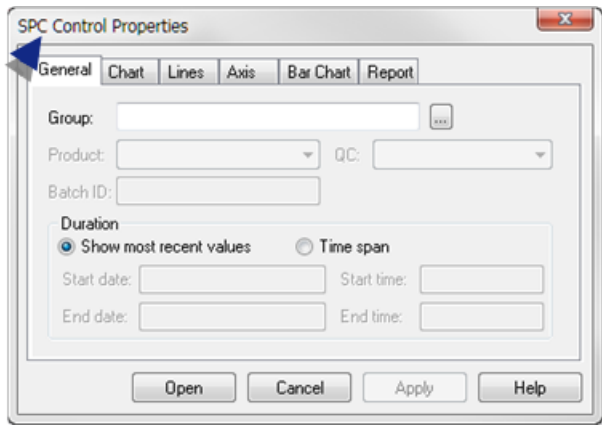 SPC Control Properties
General Chart Lines Axis Bar Chart Report
Group: ...
Product: QC:
Batch ID:
Duration
Show most recent values Time span
Start date: Start time:
End date: End time:
Open Cancel Apply Help